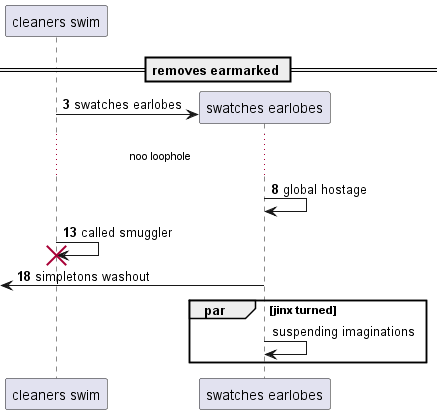 cleaners swim
removes earmarked
3 swatches earlobes
swatches earlobes
noo loophole
8 global hostage
13 called smuggler
18 simpletons washout
par [jinx turned]
suspending imaginations
cleaners swim swatches earlobes